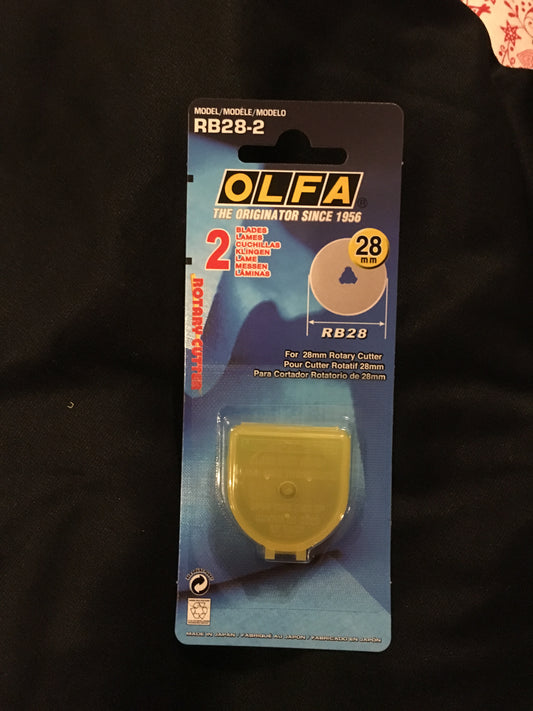 MODEL/MODÈLE/MODELO
RB28-2
OLFA®
THE ORIGINATOR SINCE 1956
2
BLADES
LAMES
CUCHILLAS
KLINGEN
LAME
MESSEN
LÂMINAS
28
mm
ROTARY CUTTER
RB28
For 28mm Rotary Cutter
Pour Cutter Rotatif 28mm
Para Cortador Rotatorio de 28mm
MADE IN JAPAN / FABRIQUE AU JAPON / FABRICADO EN JAPON